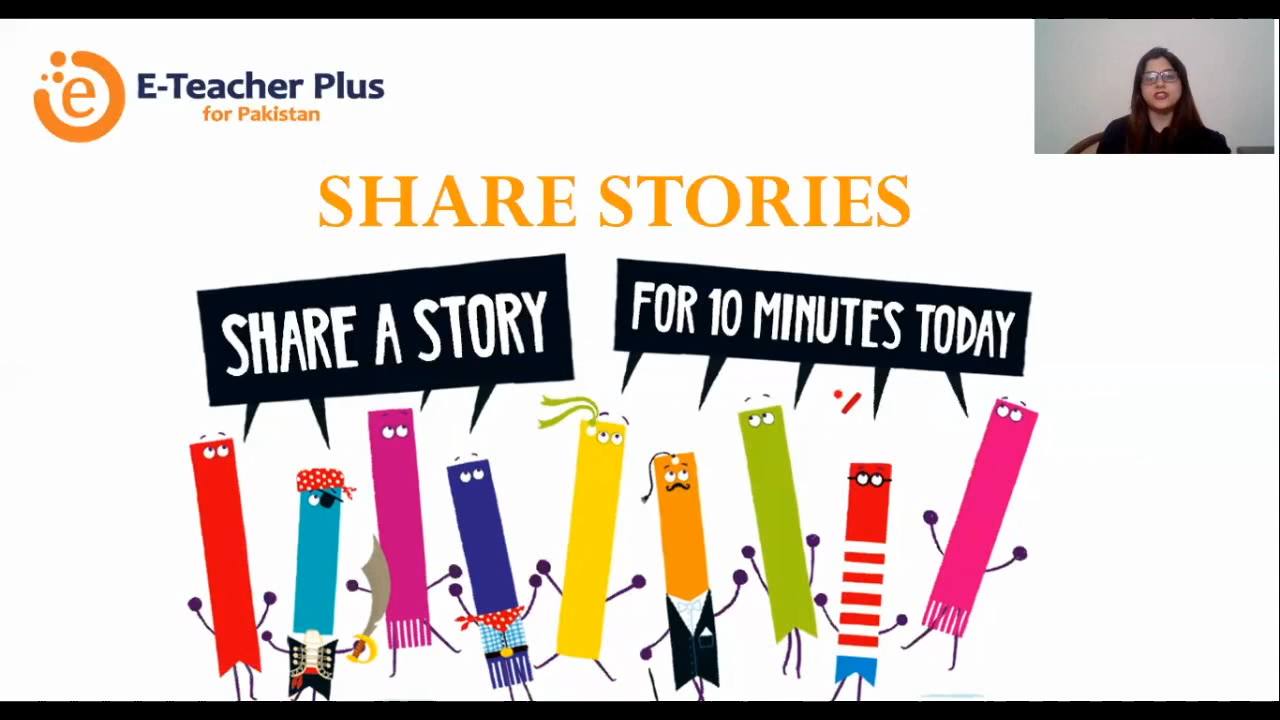 e
E-Teacher Plus
for Pakistan
SHARE STORIES
SHARE A STORY
FOR 10 MINUTES TODAY